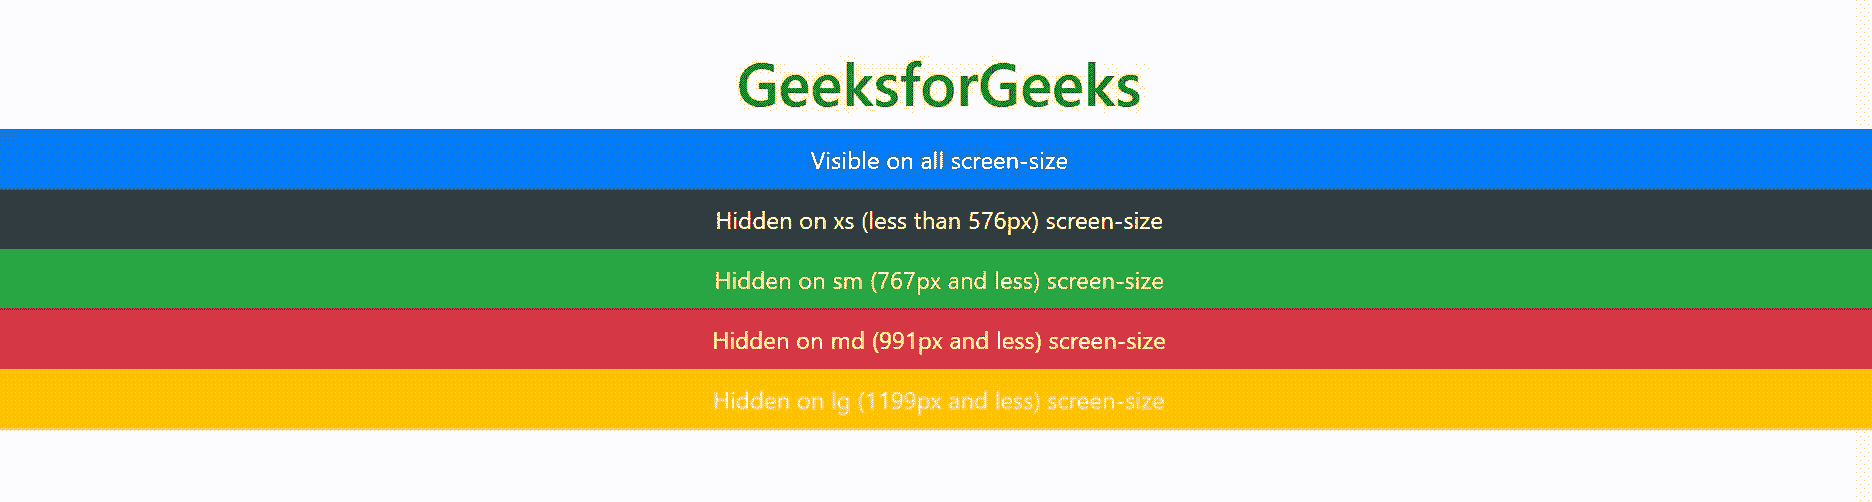 GeeksforGeeks
Visible on all screen-size
Hidden on xs (less than 576px) screen-size
Hidden on sm (767px and less) screen-size
Hidden on md (991px and less) screen-size
Hidden on lg (1199px and less) screen-size